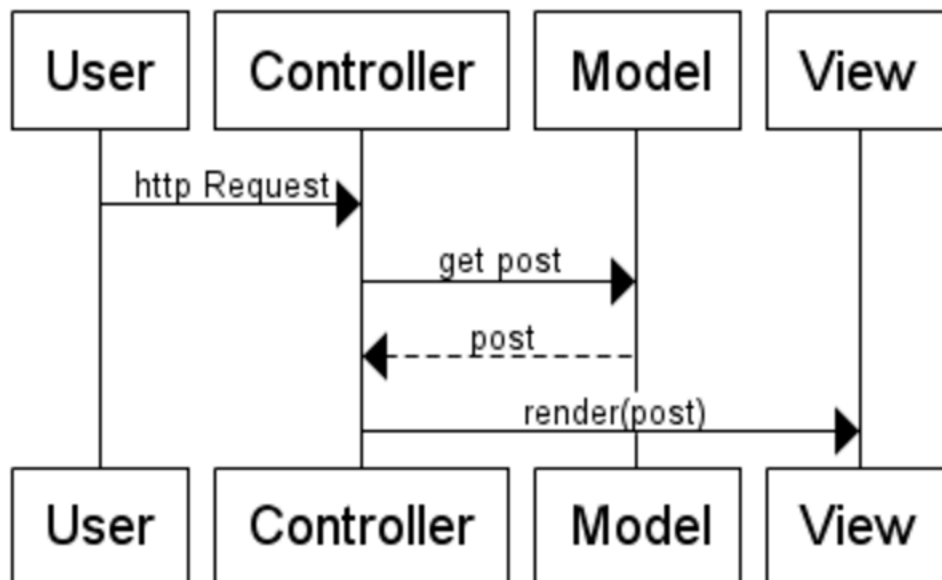 User Controller Model View
http Request
get post
post
render(post)
User Controller Model View